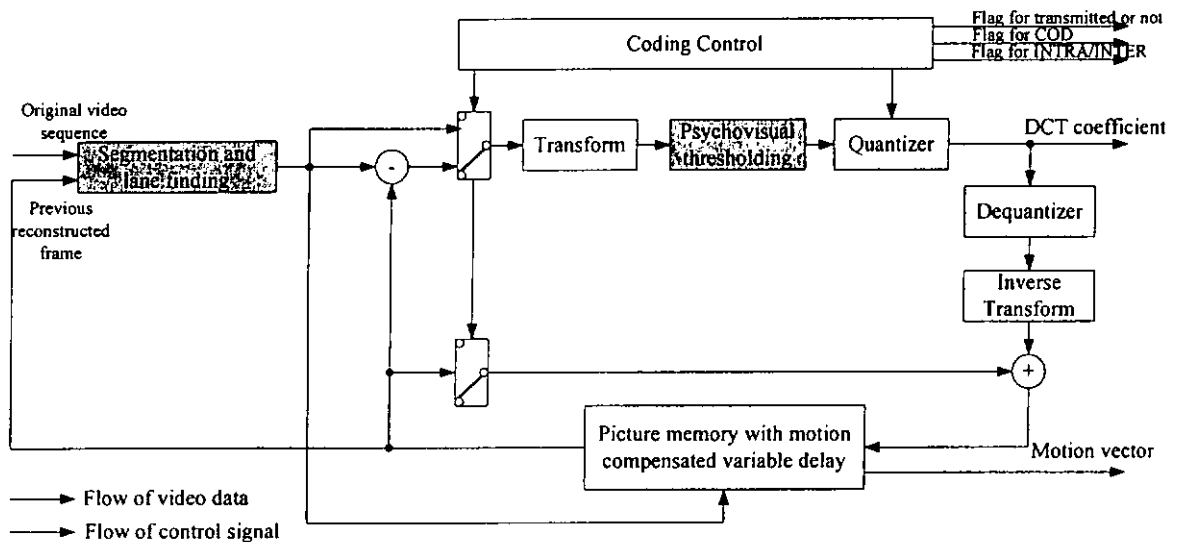 Flag for transmitted or not
Flag for COD
Flag for INTRA/INTER
Coding Control
Original video
sequence
Segmentation and
lane finding
Previous
reconstructed
frame
-
Transform
Psychovisual
thresholding
Quantizer
DCT coefficient
Dequantizer
Inverse
Transform
+
Picture memory with motion
compensated variable delay
Motion vector
Flow of video data
Flow of control signal